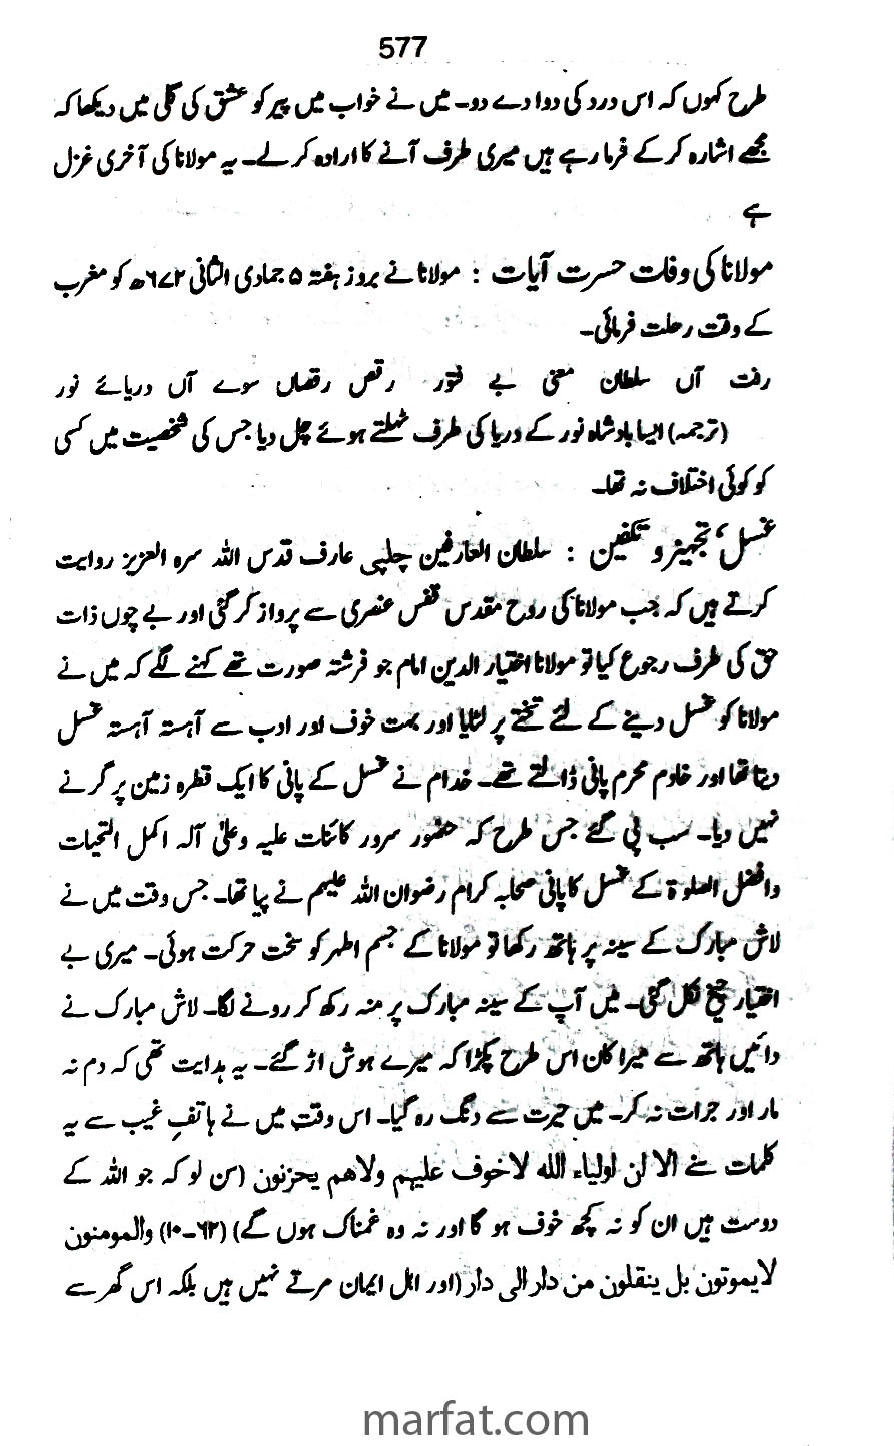 577
طرح کہوں کہ اس درد کی دوا دے دو۔ میں نے خواب میں پیر کو عشق کی گلی میں دیکھا کہ
مجھے اشارہ کر کے فرما رہے ہیں میری طرف آنے کا ارادہ کر لے۔ یہ مولانا کی آخری غزل
ہے
مولانا کی وفات حسرت آیات : مولانا نے بروز ہفتہ ۵ جمادی الثانی ۶۷۲ھ کو مغرب
کے وقت رحلت فرمائی۔
رفت آں سلطان معنی بے فتور رقص رقصاں سوے آں دریائے نور
(ترجمہ) ایسا بادشاہ نور کے دریا کی طرف ٹہلتے ہوئے چل دیا جس کی شخصیت میں کسی
کو کوئی اختلاف نہ تھا۔
غسل، تجہیز و تکفین : سلطان العارفین چلپی عارف قدس اللہ سرہ العزیز روایت
کرتے ہیں کہ جب مولانا کی روح مقدس قفس عنصری سے پرواز کر گئی اور بے چوں ذات
حق کی طرف رجوع کیا تو مولانا اختیار الدین امام جو فرشتہ صورت تھے کہنے لگے کہ میں نے
مولانا کو غسل دینے کے لئے تختے پر لٹایا اور بہت خوف اور ادب سے آہستہ آہستہ غسل
دیتا تھا اور خادم محرم پانی ڈالتے تھے۔ خدام نے غسل کے پانی کا ایک قطرہ زمین پر گرنے
نہیں دیا۔ سب پی گئے جس طرح کہ حضور سرور کائنات علیہ وعلیٰ آلہ اکمل التحیات
وافضل الصلوۃ کے غسل کا پانی صحابہ کرام رضوان اللہ علیہم نے پیا تھا۔ جس وقت میں نے
لاش مبارک کے سینہ پر ہاتھ رکھا تو مولانا کے جسم اطہر کو سخت حرکت ہوئی۔ میری بے
اختیار چیخ نکل گئی۔ میں آپ کے سینہ مبارک پر منہ رکھ کر رونے لگا۔ لاش مبارک نے
دائیں ہاتھ سے میرا کان اس طرح پکڑا کہ میرے ہوش اڑ گئے۔ یہ ہدایت تھی کہ دم نہ
مار اور جرات نہ کر۔ میں حیرت سے دنگ رہ گیا۔ اس وقت میں نے ہاتفِ غیب سے یہ
کلمات سنے الا ان اولیاء اللہ لاخوف علیہم ولاھم یحزنون (سن لو کہ جو اللہ کے
دوست ہیں ان کو نہ کچھ خوف ہو گا اور نہ وہ غمناک ہوں گے) (۶۲-۱۰) والمومنون
لایموتون بل ینقلون من دار الی دار (اور اہل ایمان مرتے نہیں ہیں بلکہ اس گھر سے
marfat.com